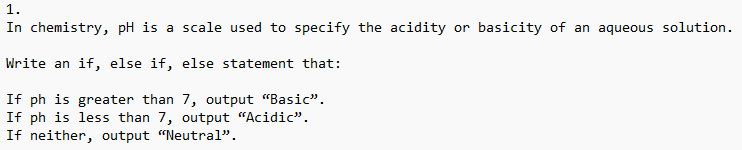 1.
In chemistry, pH is a scale used to specify the acidity or basicity of an aqueous solution.
Write an if, else if, else statement that:
If ph is greater than 7, output “Basic”.
If ph is less than 7, output “Acidic”.
If neither, output “Neutral”.